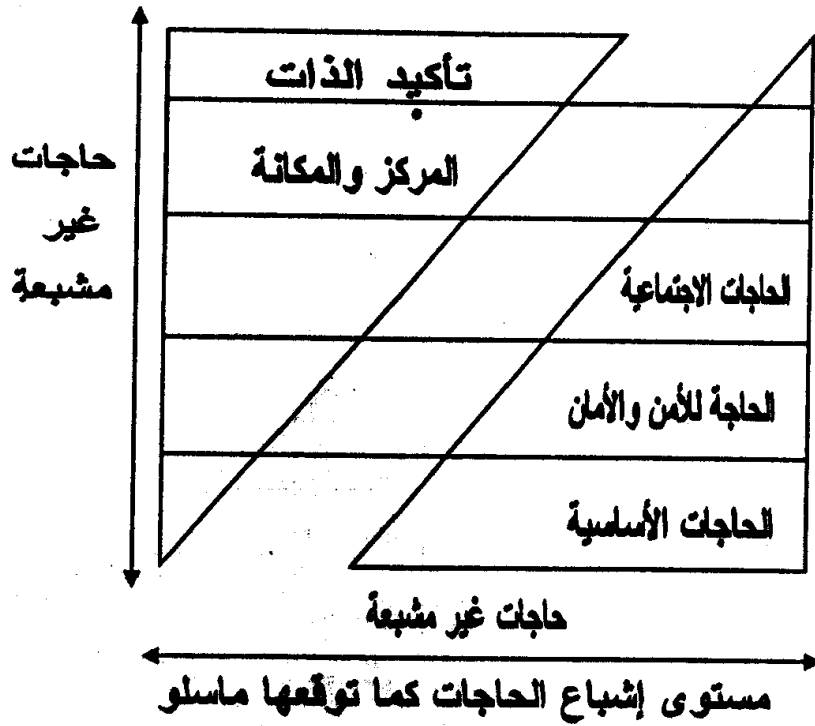 تأكيد الذات
المركز والمكانة
حاجات
غير
مشبعة
الحاجات الاجتماعية
الحاجة للأمن والأمان
الحاجات الأساسية
حاجات غير مشبعة
مستوى إشباع الحاجات كما توقعها ماسلو